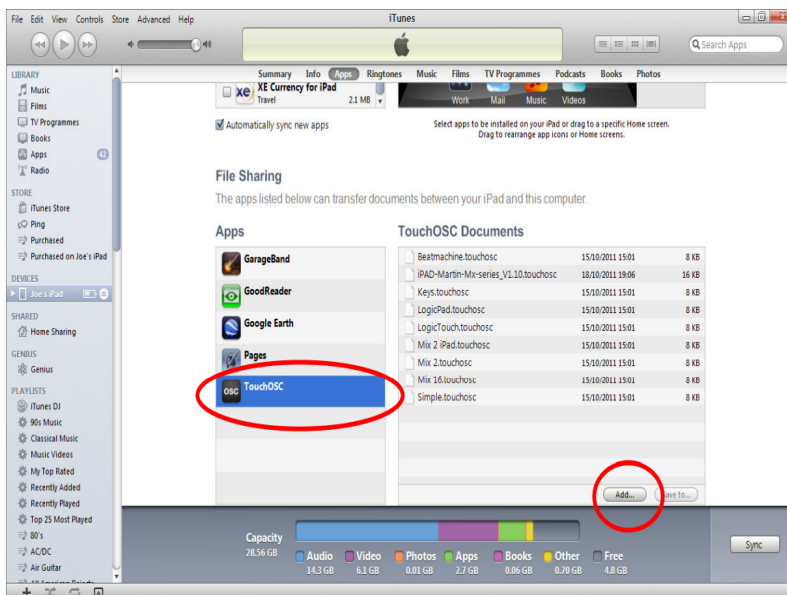 iTunes
File Edit View Controls Store Advanced Help
Search Apps
LIBRARY
Music
Films
TV Programmes
Books
Apps 42
Radio
STORE
iTunes Store
Ping
Purchased
Purchased on Joe's iPad
DEVICES
Joe's iPad
SHARED
Home Sharing
GENIUS
Genius
PLAYLISTS
iTunes DJ
90s Music
Classical Music
Music Videos
My Top Rated
Recently Added
Recently Played
Top 25 Most Played
80's
AC/DC
Air Guitar
All American Rejects
Summary Info Apps Ringtones Music Films TV Programmes Podcasts Books Photos
xe XE Currency for iPad
Travel 2.1 MB
Work Mail Music Videos
Automatically sync new apps
Select apps to be installed on your iPad or drag to a specific Home screen.
Drag to rearrange app icons or Home screens.
File Sharing
The apps listed below can transfer documents between your iPad and this computer.
Apps
GarageBand
GoodReader
Google Earth
Pages
OSC TouchOSC
TouchOSC Documents
Beatmachine.touchosc 15/10/2011 15:01 8 KB
iPAD-Martin-Mx-series_V1.10.touchosc 18/10/2011 19:06 16 KB
Keys.touchosc 15/10/2011 15:01 8 KB
LogicPad.touchosc 15/10/2011 15:01 8 KB
LogicTouch.touchosc 15/10/2011 15:01 8 KB
Mix 2 iPad.touchosc 15/10/2011 15:01 8 KB
Mix 2.touchosc 15/10/2011 15:01 8 KB
Mix 16.touchosc 15/10/2011 15:01 8 KB
Simple.touchosc 15/10/2011 15:01 8 KB
Add... Save to...
Capacity
28.56 GB
Audio Video Photos Apps Books Other Free
14.3 GB 6.1 GB 0.01 GB 2.7 GB 0.06 GB 0.70 GB 4.8 GB
Sync